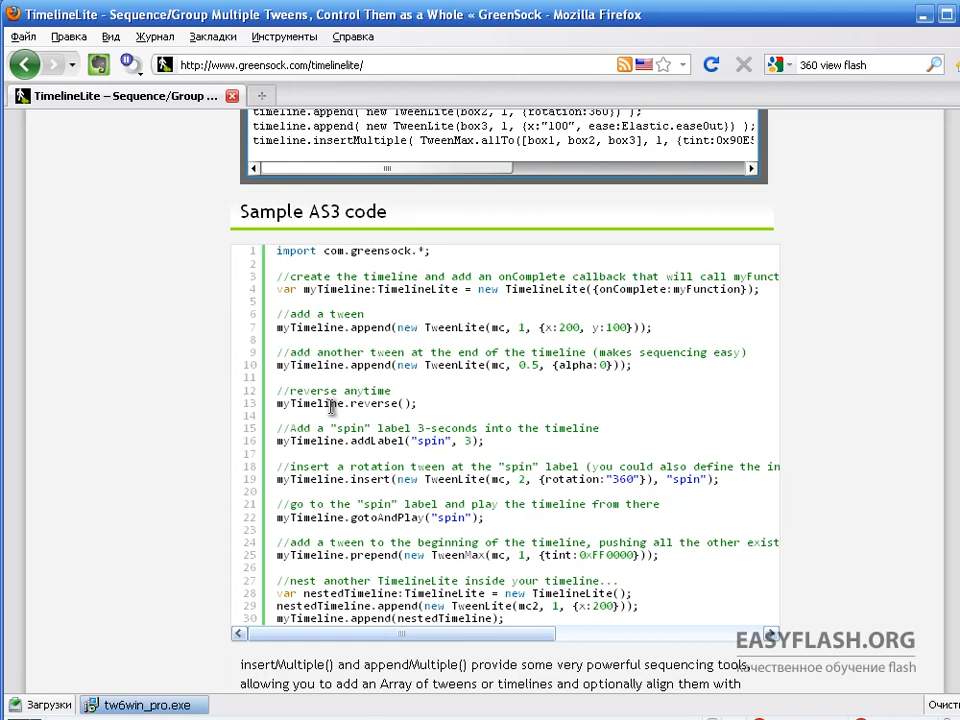 TimelineLite - Sequence/Group Multiple Tweens, Control Them as a Whole « GreenSock - Mozilla Firefox
Файл Правка Вид Журнал Закладки Инструменты Справка
http://www.greensock.com/timelinelite/
360 view flash
TimelineLite – Sequence/Group ...
timeline.append( new TweenLite(box2, 1, {rotation:360}) );
timeline.append( new TweenLite(box3, 1, {x:"100", ease:Elastic.easeOut}) );
timeline.insertMultiple( TweenMax.allTo([box1, box2, box3], 1, {tint:0x90E
Sample AS3 code
1 import com.greensock.*;
2
3 //create the timeline and add an onComplete callback that will call myFunct
4 var myTimeline:TimelineLite = new TimelineLite({onComplete:myFunction});
5
6 //add a tween
7 myTimeline.append(new TweenLite(mc, 1, {x:200, y:100}));
8
9 //add another tween at the end of the timeline (makes sequencing easy)
10 myTimeline.append(new TweenLite(mc, 0.5, {alpha:0}));
11
12 //reverse anytime
13 myTimeline.reverse();
14
15 //Add a "spin" label 3-seconds into the timeline
16 myTimeline.addLabel("spin", 3);
17
18 //insert a rotation tween at the "spin" label (you could also define the in
19 myTimeline.insert(new TweenLite(mc, 2, {rotation:"360"}), "spin");
20
21 //go to the "spin" label and play the timeline from there
22 myTimeline.gotoAndPlay("spin");
23
24 //add a tween to the beginning of the timeline, pushing all the other exist
25 myTimeline.prepend(new TweenMax(mc, 1, {tint:0xFF0000}));
26
27 //nest another TimelineLite inside your timeline...
28 var nestedTimeline:TimelineLite = new TimelineLite();
29 nestedTimeline.append(new TweenLite(mc2, 1, {x:200}));
30 myTimeline.append(nestedTimeline);
EASYFLASH.ORG
качественное обучение flash
insertMultiple() and appendMultiple() provide some very powerful sequencing tools,
allowing you to add an Array of tweens or timelines and optionally align them with
Загрузки tw6win_pro.exe Очист